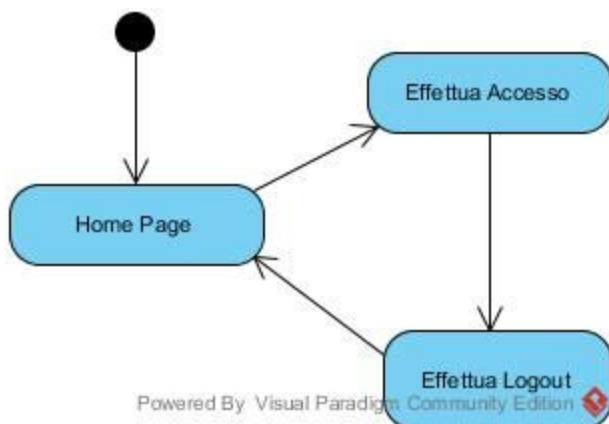 Effettua Accesso
Home Page
Effettua Logout
Powered By Visual Paradigm Community Edition